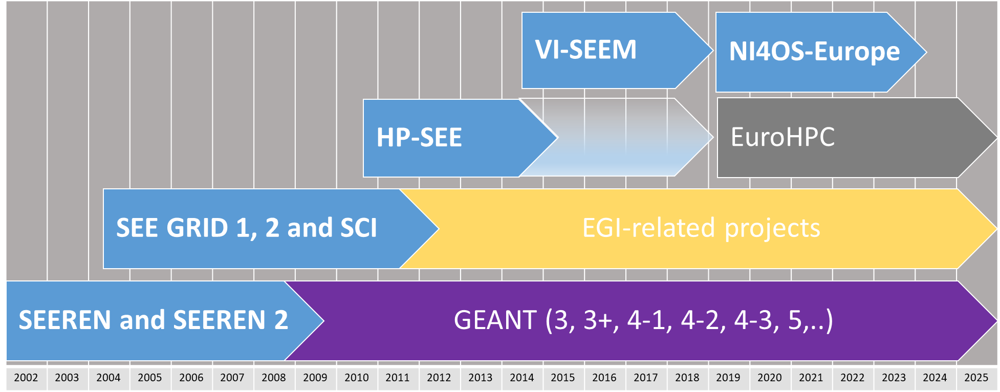 VI-SEEM
NI4OS-Europe
HP-SEE
EuroHPC
SEE GRID 1, 2 and SCI
EGI-related projects
SEEREN and SEEREN 2
GEANT (3, 3+, 4-1, 4-2, 4-3, 5,..)
2002 2003 2004 2005 2006 2007 2008 2009 2010 2011 2012 2013 2014 2015 2016 2017 2018 2019 2020 2021 2022 2023 2024 2025